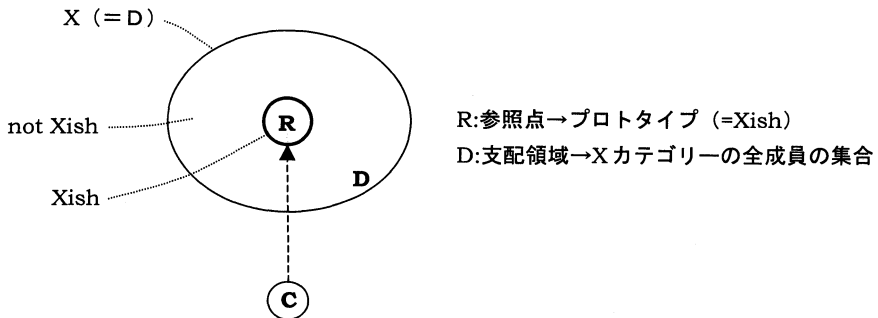 X (=D)
not Xish
R
Xish
D
C
R:参照点→プロトタイプ (=Xish)
D:支配領域→Xカテゴリーの全成員の集合